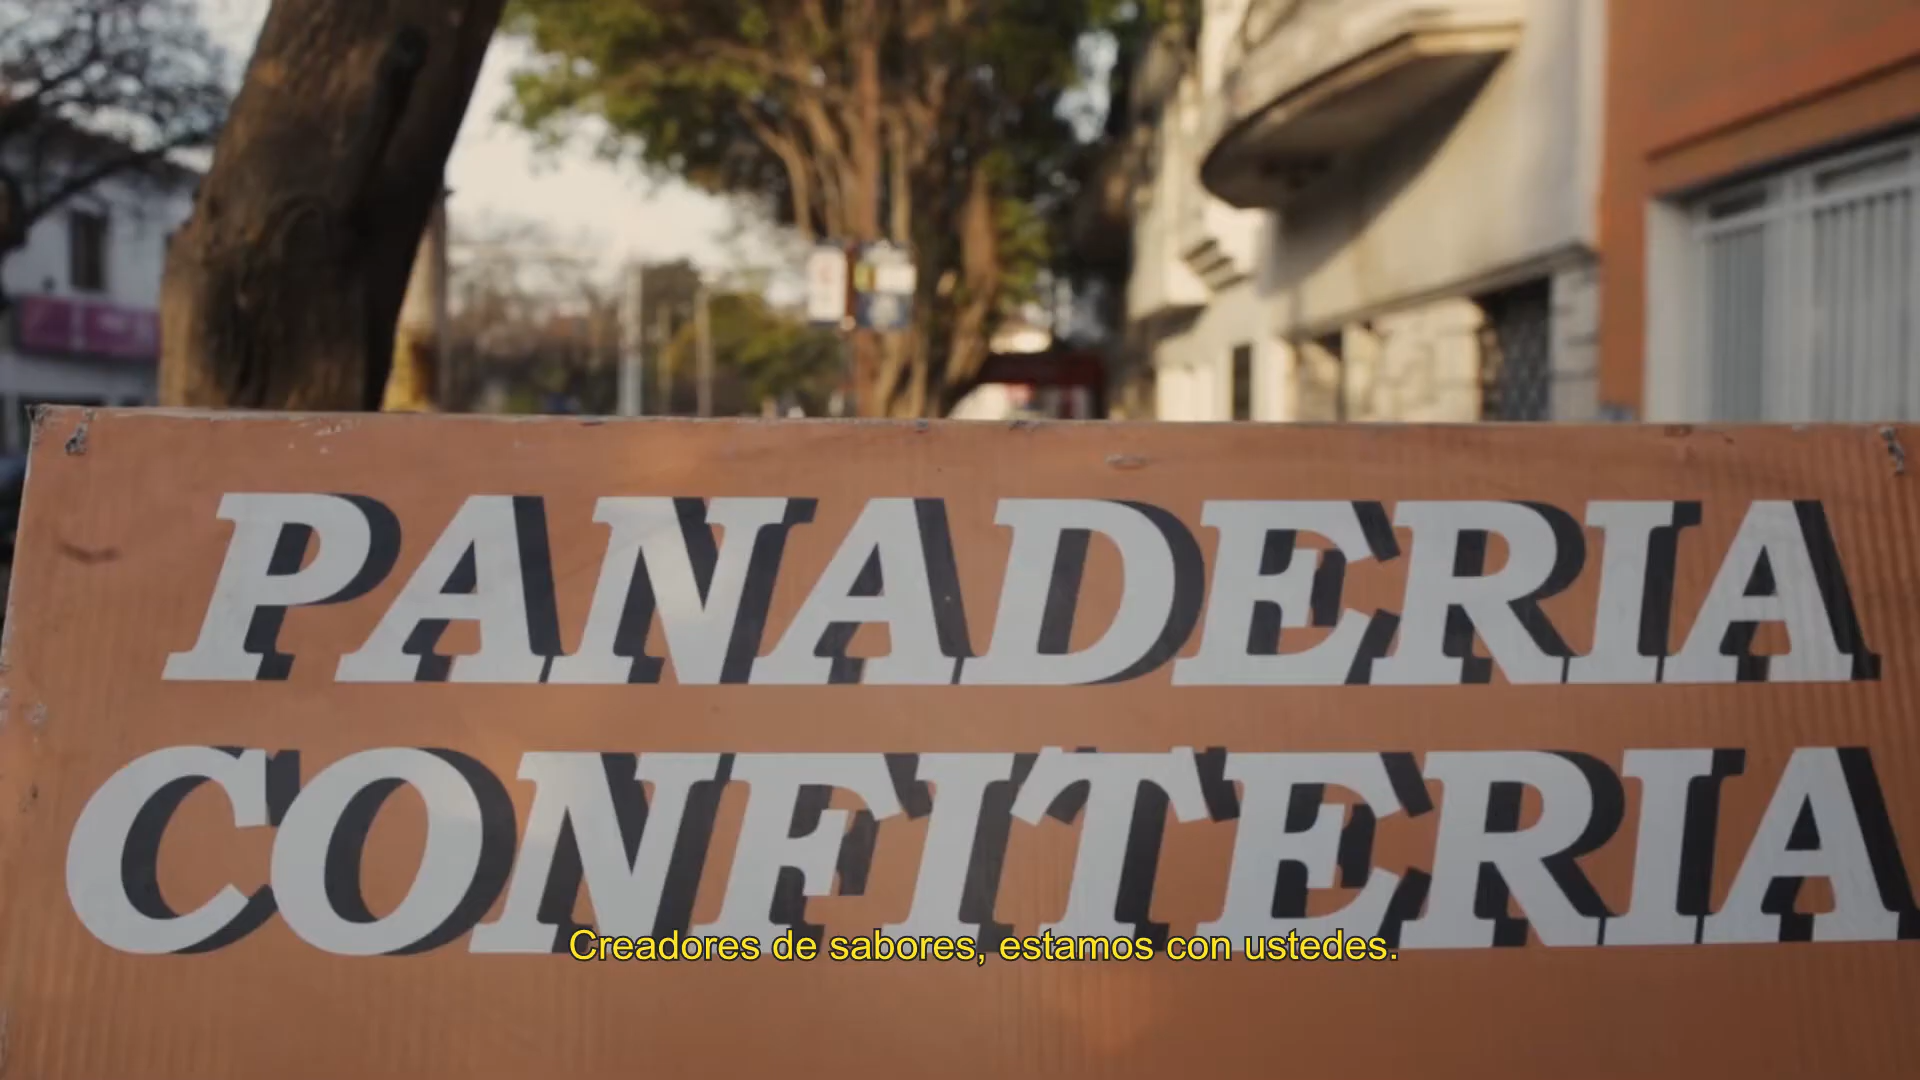 PANADERIA
CONFITERIA
Creadores de sabores, estamos con ustedes.